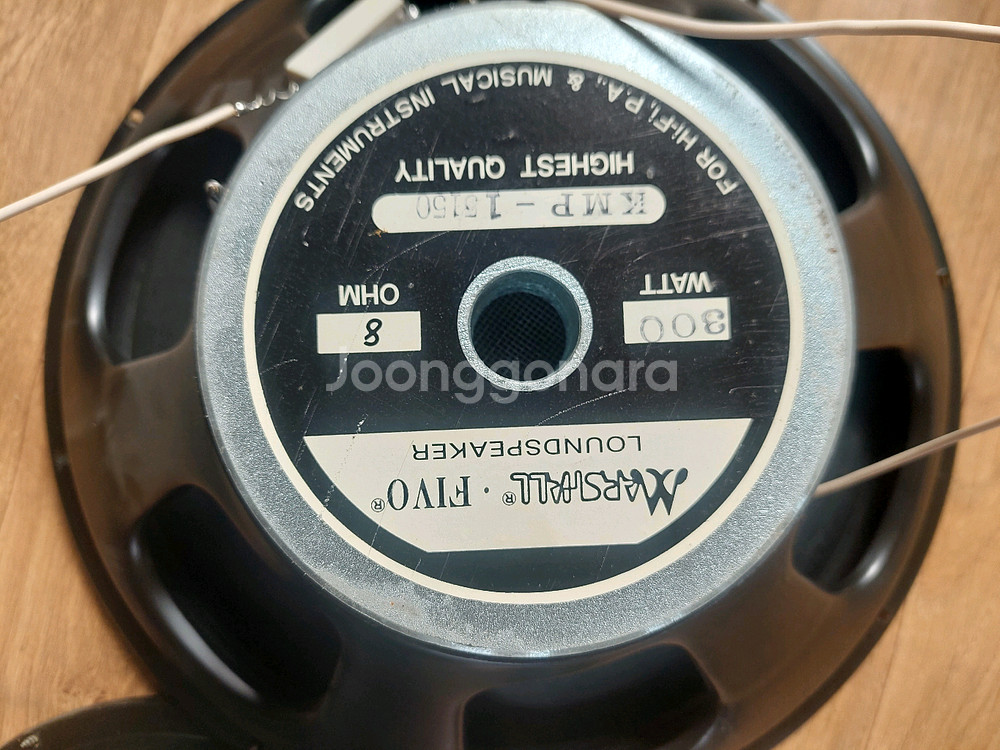 MARSHALL® · FIVO®
LOUNDSPEAKER
300
WATT
8
OHM
KMP-15150
HIGHEST QUALITY
FOR Hi-Fi, P.A., & MUSICAL INSTRUMENTS
Joonggonara